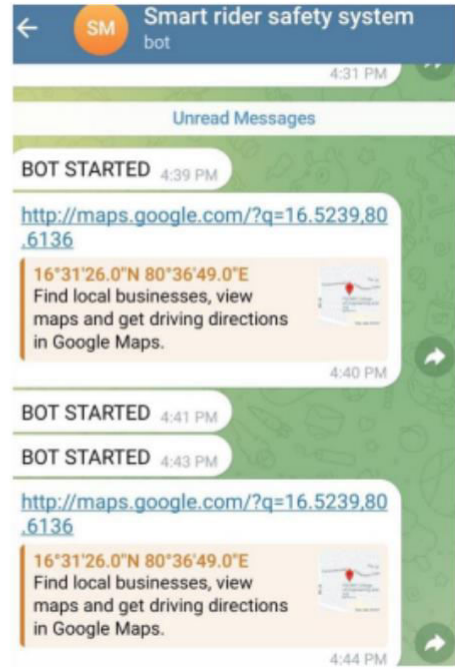 Smart rider safety system
SM
bot
4:31 PM
Unread Messages
BOT STARTED 4:39 PM
http://maps.google.com/?q=16.5239,80
.6136
16°31'26.0"N 80°36'49.0"E
Find local businesses, view
maps and get driving directions
in Google Maps.
4:40 PM
BOT STARTED 4:41 PM
BOT STARTED 4:43 PM
http://maps.google.com/?q=16.5239,80
.6136
16°31'26.0"N 80°36'49.0"E
Find local businesses, view
maps and get driving directions
in Google Maps.
4:44 PM